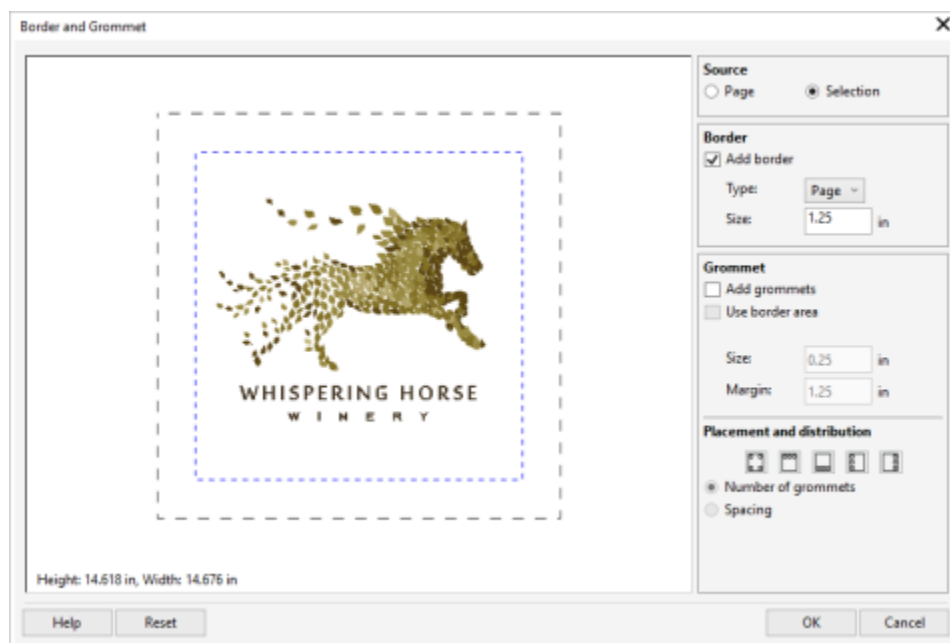 Border and Grommet
Source
Page Selection
Border
Add border
Type: Page
Size: 1.25 in
Grommet
Add grommets
Use border area
Size: 0.25 in
Margin: 1.25 in
Placement and distribution
Number of grommets
Spacing
WHISPERING HORSE
WINERY
Height: 14.618 in, Width: 14.676 in
Help Reset OK Cancel